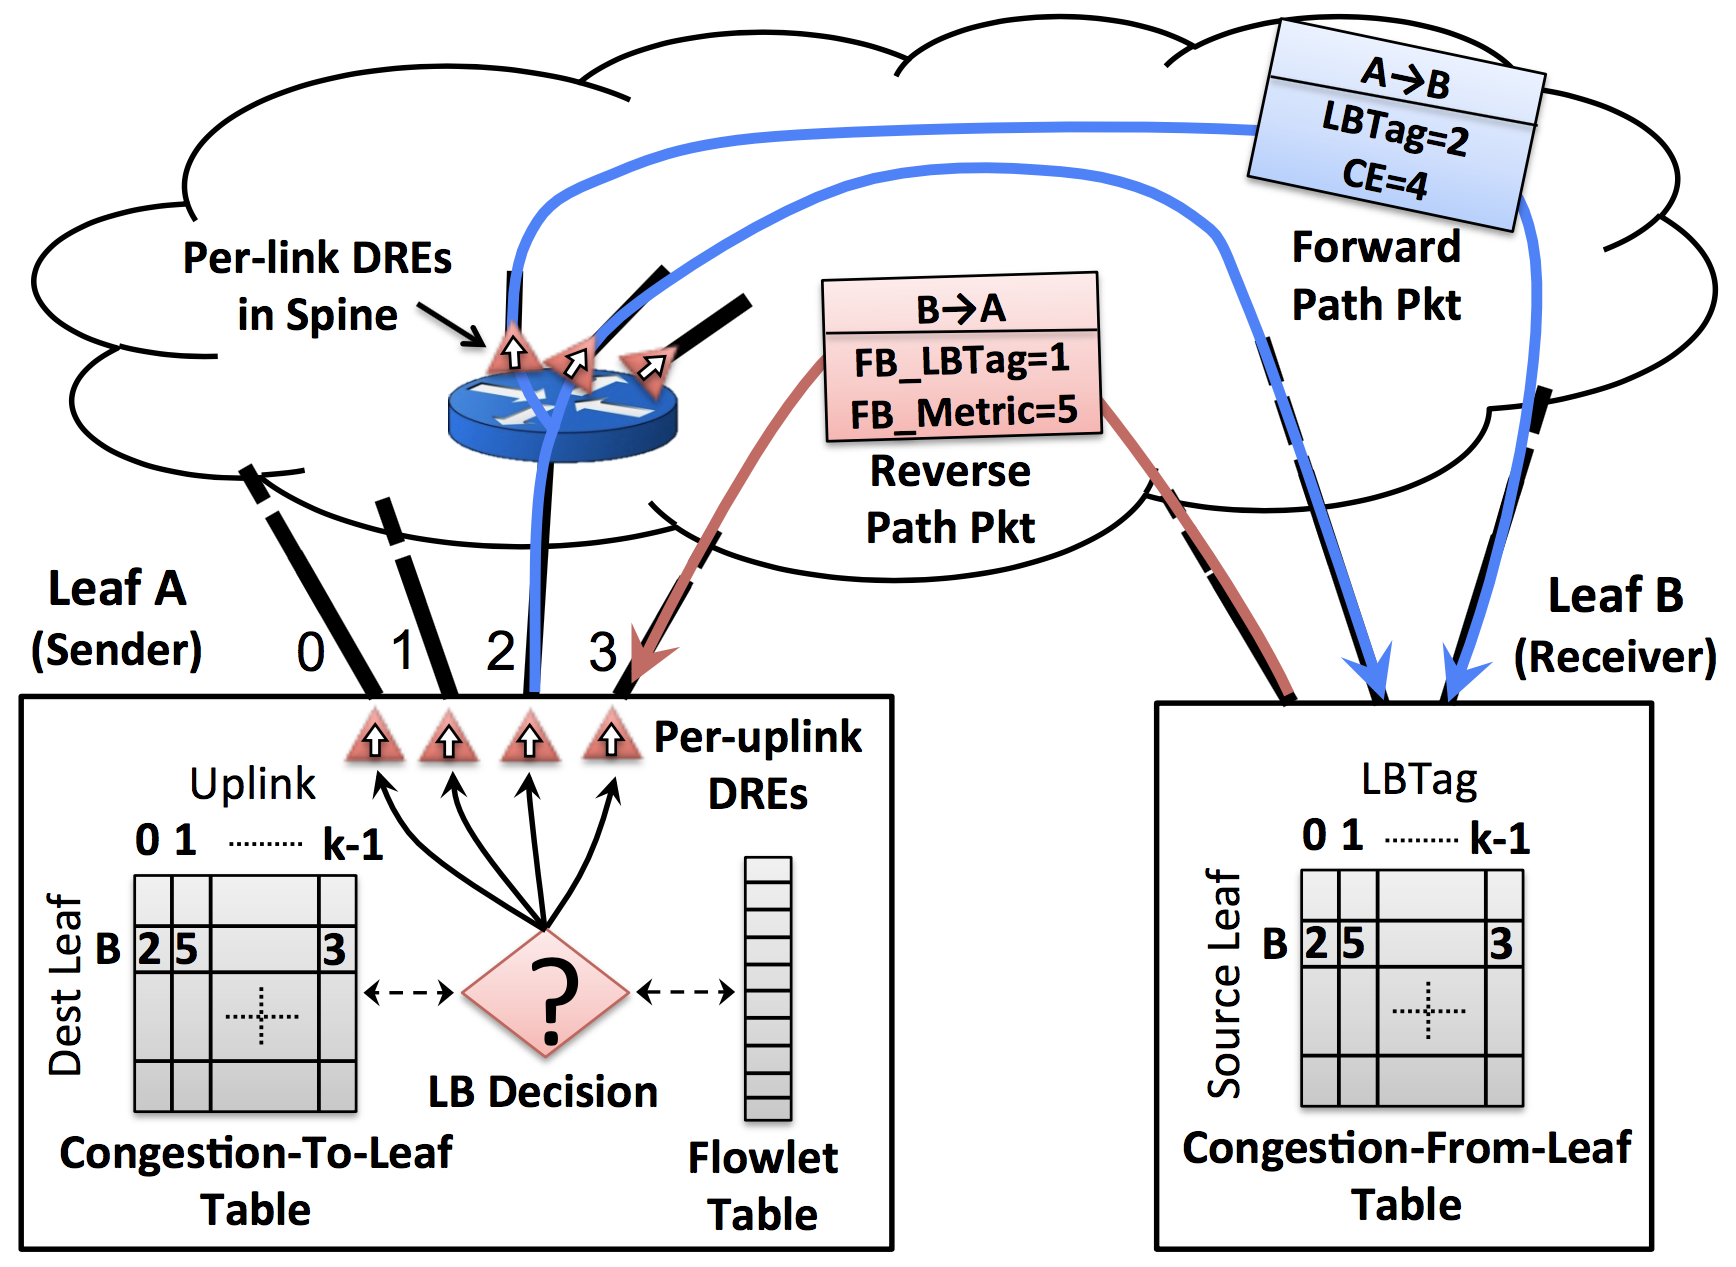 A→B
LBTag=2
CE=4
Forward
Path Pkt
Per-link DREs
in Spine
B→A
FB_LBTag=1
FB_Metric=5
Reverse
Path Pkt
Leaf A
(Sender)
0 1 2 3
Leaf B
(Receiver)
Per-uplink
DREs
Uplink
0 1 ......... k-1
Dest Leaf
B 2 5 3
?
LB Decision
Congestion-To-Leaf
Table
Flowlet
Table
LBTag
0 1 ......... k-1
Source Leaf
B 2 5 3
Congestion-From-Leaf
Table